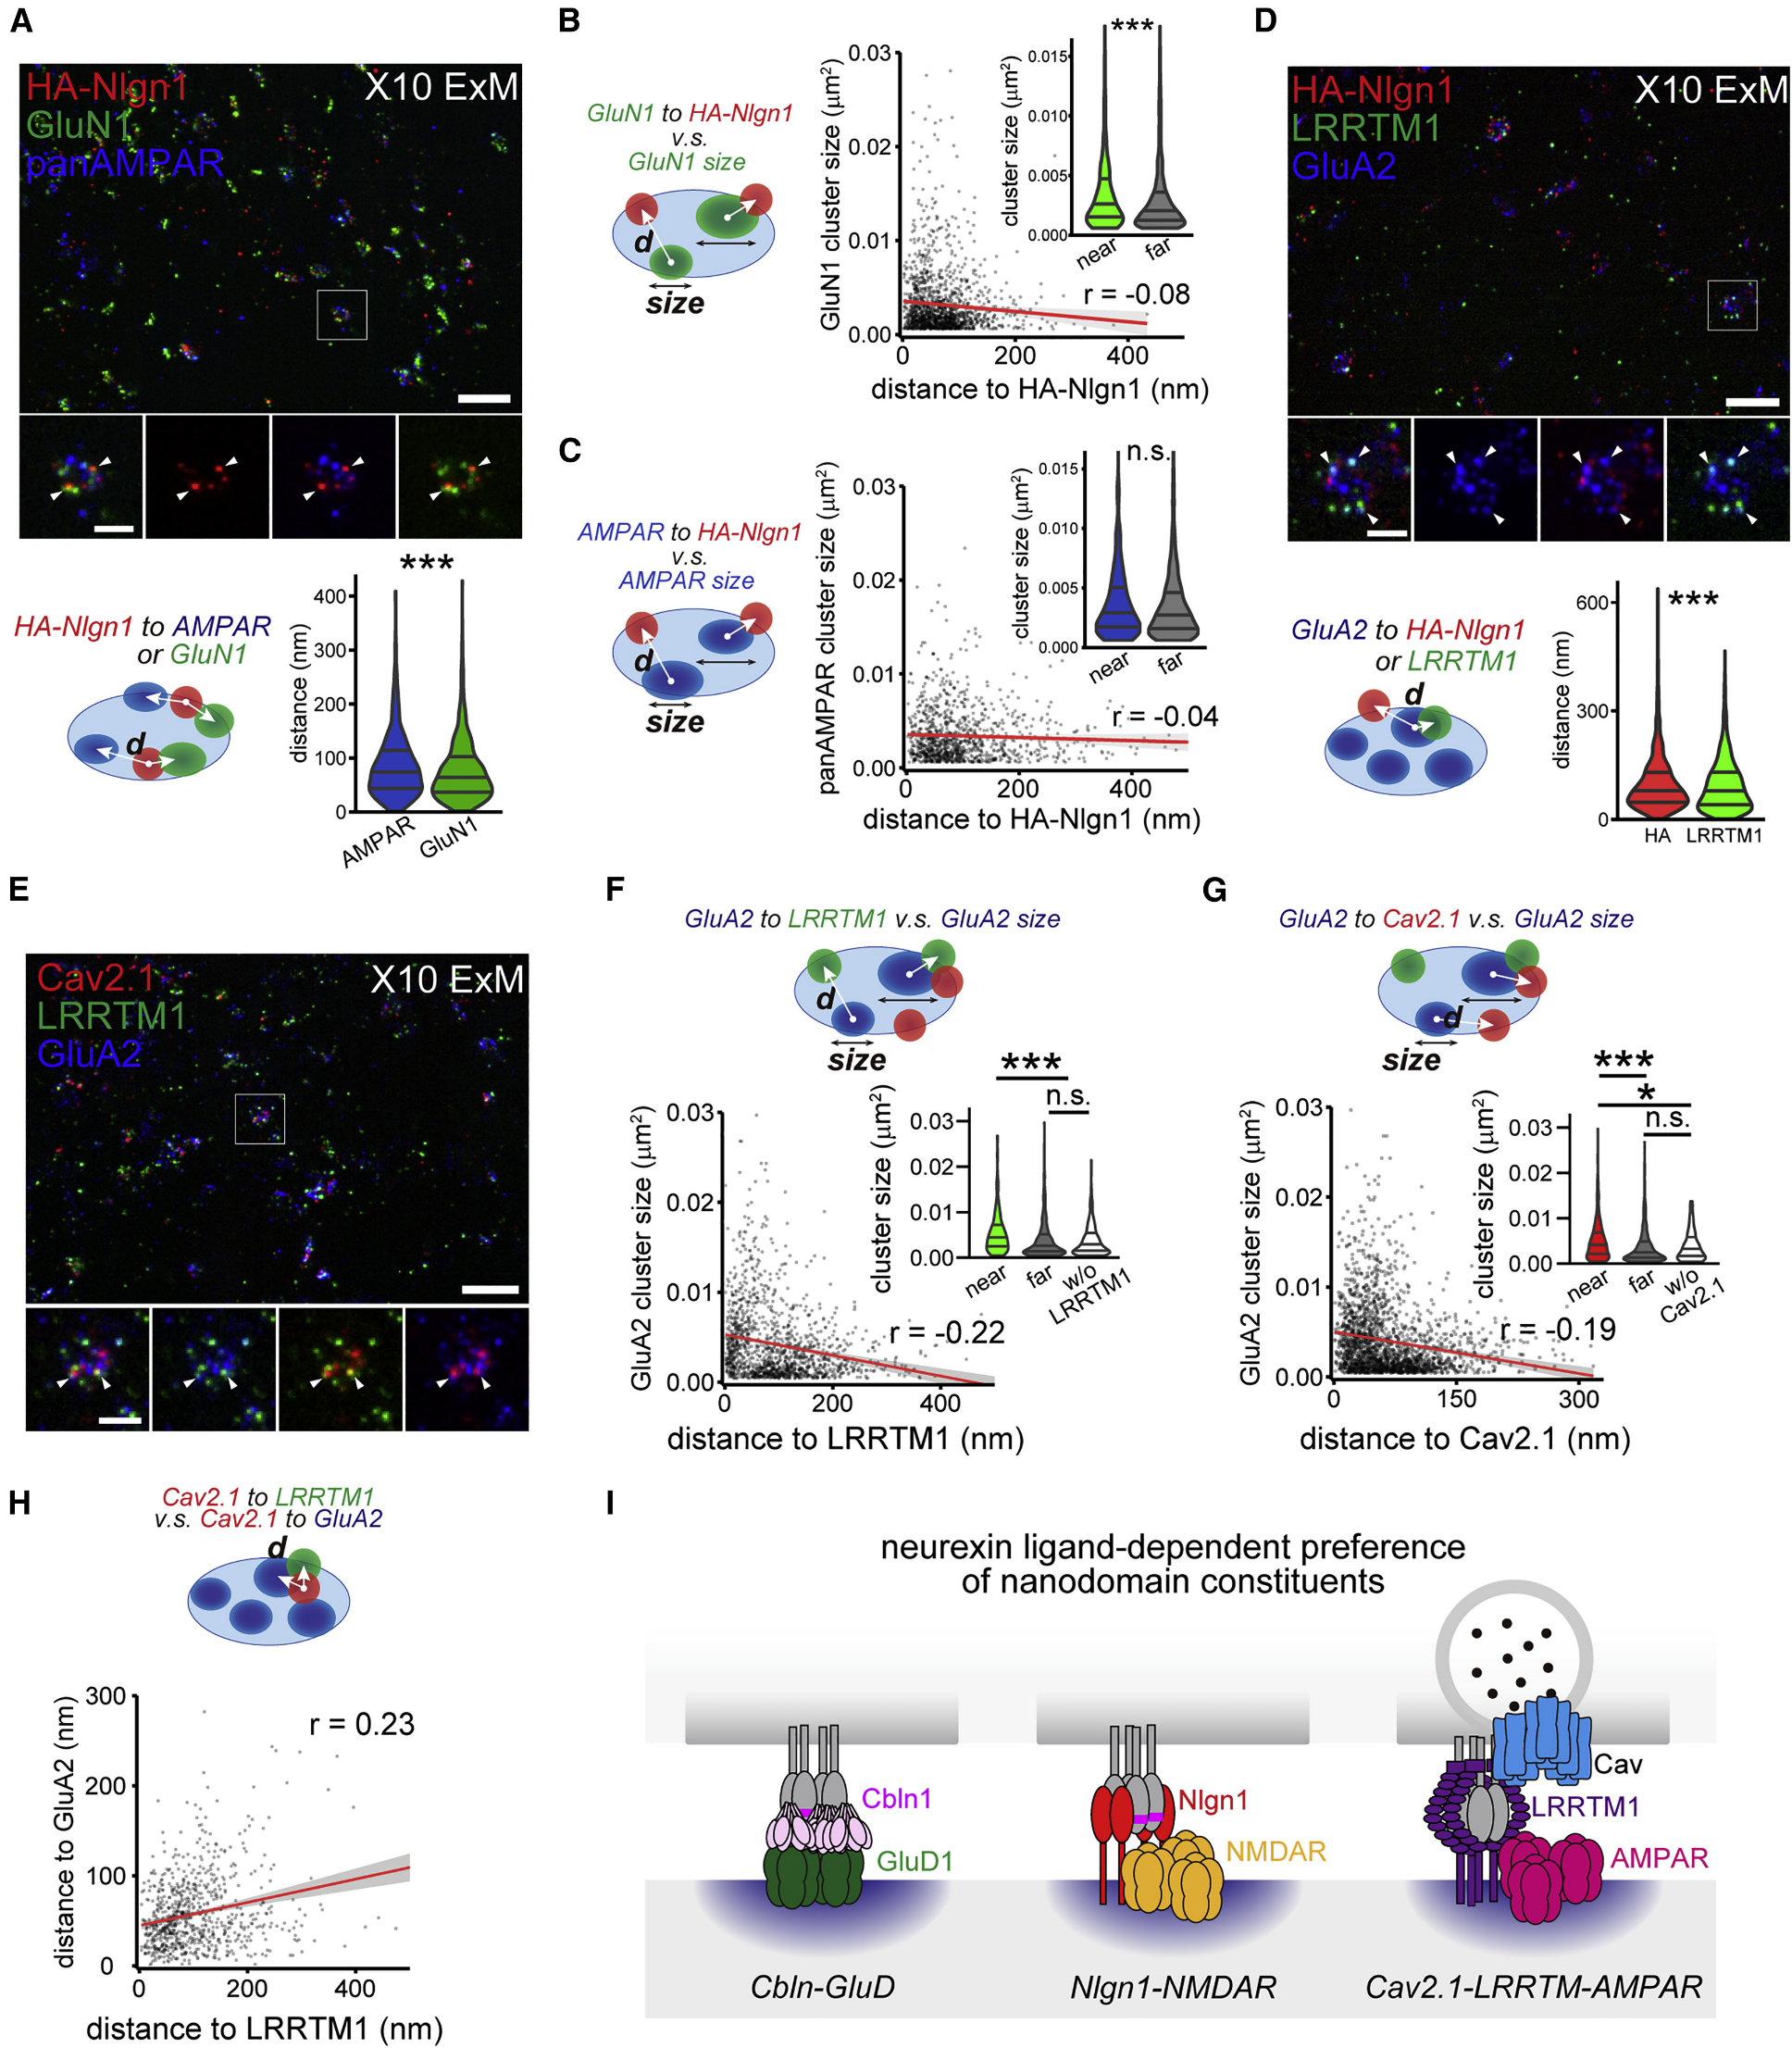 A
HA-Nlgn1
GluN1
panAMPAR
X10 ExM
HA-Nlgn1 to AMPAR
or GluN1
d
***
distance (nm)
400
300
200
100
0
AMPAR
GluN1
B
GluN1 to HA-Nlgn1
v.s.
GluN1 size
d
size
GluN1 cluster size (μm²)
0.03
0.02
0.01
0.00
0
200
400
distance to HA-Nlgn1 (nm)
r = -0.08
***
cluster size (μm²)
0.015
0.010
0.005
0.000
near
far
C
AMPAR to HA-Nlgn1
v.s.
AMPAR size
d
size
panAMPAR cluster size (μm²)
0.03
0.02
0.01
0.00
0
200
400
distance to HA-Nlgn1 (nm)
r = -0.04
n.s.
cluster size (μm²)
0.015
0.010
0.005
0.000
near
far
D
HA-Nlgn1
LRRTM1
GluA2
X10 ExM
GluA2 to HA-Nlgn1
or LRRTM1
d
***
distance (nm)
600
300
0
HA
LRRTM1
E
Cav2.1
LRRTM1
GluA2
X10 ExM
F
GluA2 to LRRTM1 v.s. GluA2 size
d
size
GluA2 cluster size (μm²)
0.03
0.02
0.01
0.00
0
200
400
distance to LRRTM1 (nm)
r = -0.22
***
n.s.
cluster size (μm²)
0.03
0.02
0.01
0.00
near
far
w/o
LRRTM1
G
GluA2 to Cav2.1 v.s. GluA2 size
d
size
GluA2 cluster size (μm²)
0.03
0.02
0.01
0.00
0
150
300
distance to Cav2.1 (nm)
r = -0.19
***
*
n.s.
cluster size (μm²)
0.03
0.02
0.01
0.00
near
far
w/o
Cav2.1
H
Cav2.1 to LRRTM1
v.s. Cav2.1 to GluA2
d
distance to GluA2 (nm)
300
200
100
0
0
200
400
distance to LRRTM1 (nm)
r = 0.23
I
neurexin ligand-dependent preference
of nanodomain constituents
Cbln1
GluD1
Cbln-GluD
Nlgn1
NMDAR
Nlgn1-NMDAR
Cav
LRRTM1
AMPAR
Cav2.1-LRRTM-AMPAR